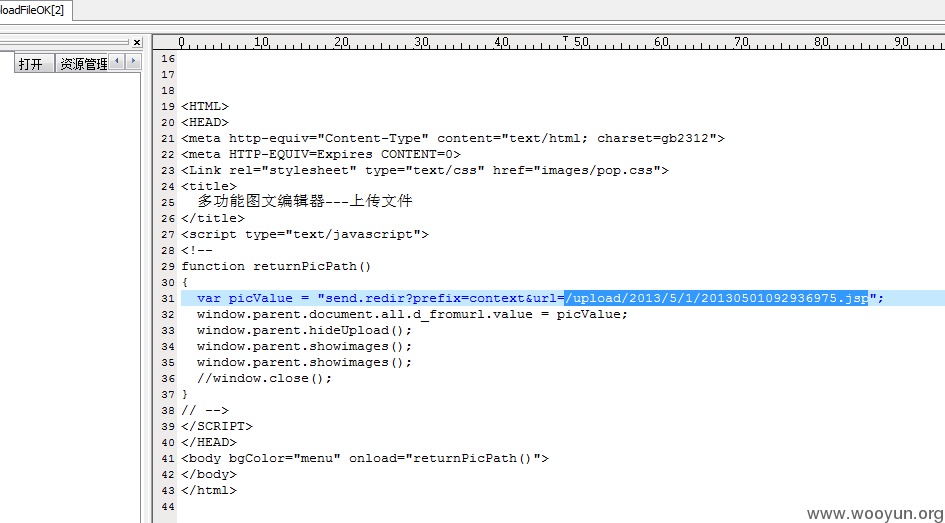 loadFileOK[2]
0 10 20 30 40 50 60 70 80 90
打开 资源管理
16
17
18
19 <HTML>
20 <HEAD>
21 <meta http-equiv="Content-Type" content="text/html; charset=gb2312">
22 <meta HTTP-EQUIV=Expires CONTENT=0>
23 <Link rel="stylesheet" type="text/css" href="images/pop.css">
24 <title>
25   多功能图文编辑器---上传文件
26 </title>
27 <script type="text/javascript">
28 <!--
29 function returnPicPath()
30 {
31   var picValue = "send.redir?prefix=context&url=/upload/2013/5/1/20130501092936975.jsp";
32   window.parent.document.all.d_fromurl.value = picValue;
33   window.parent.hideUpload();
34   window.parent.showimages();
35   window.parent.showimages();
36   //window.close();
37 }
38 // -->
39 </SCRIPT>
40 </HEAD>
41 <body bgColor="menu" onload="returnPicPath()">
42 </body>
43 </html>
44
www.wooyun.org